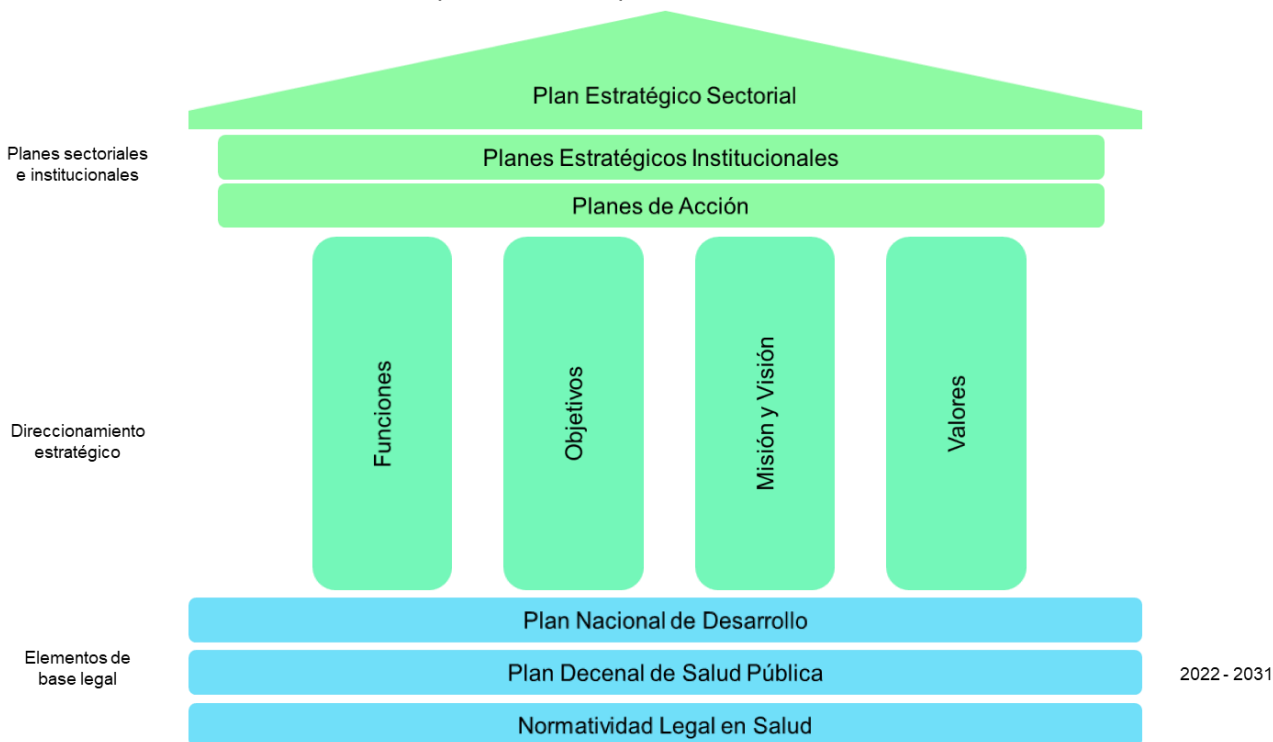 Plan Estratégico Sectorial
Planes sectoriales
e institucionales
Planes Estratégicos Institucionales
Planes de Acción
Direccionamiento
estratégico
Funciones
Objetivos
Misión y Visión
Valores
Elementos de
base legal
Plan Nacional de Desarrollo
Plan Decenal de Salud Pública
2022 - 2031
Normatividad Legal en Salud